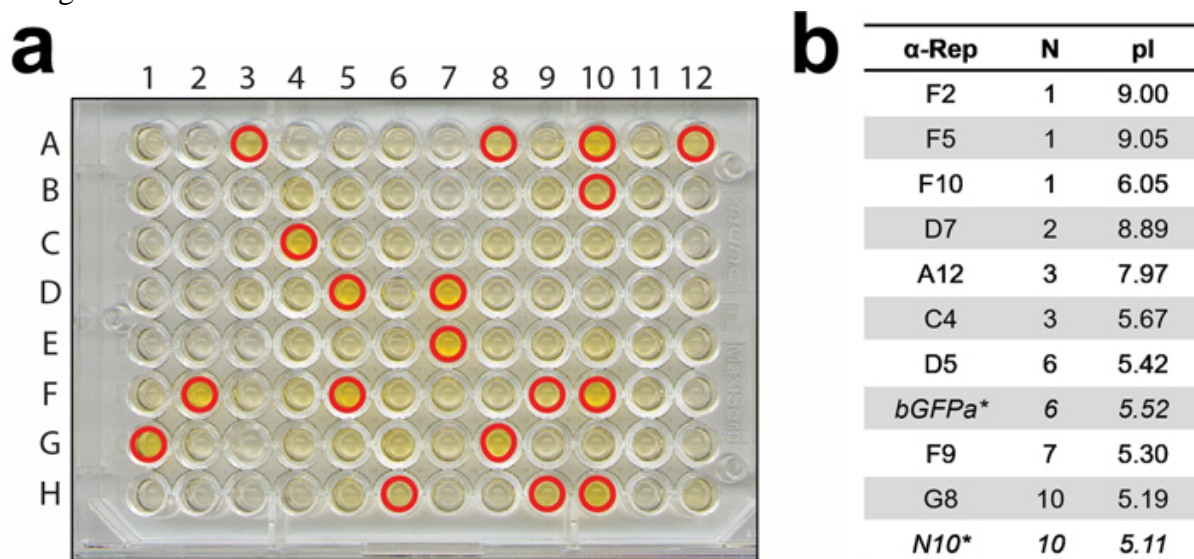 a
1 2 3 4 5 6 7 8 9 10 11 12
A
B
C
D
E
F
G
H
b
α-Rep N pI
F2 1 9.00
F5 1 9.05
F10 1 6.05
D7 2 8.89
A12 3 7.97
C4 3 5.67
D5 6 5.42
bGFPa* 6 5.52
F9 7 5.30
G8 10 5.19
N10* 10 5.11